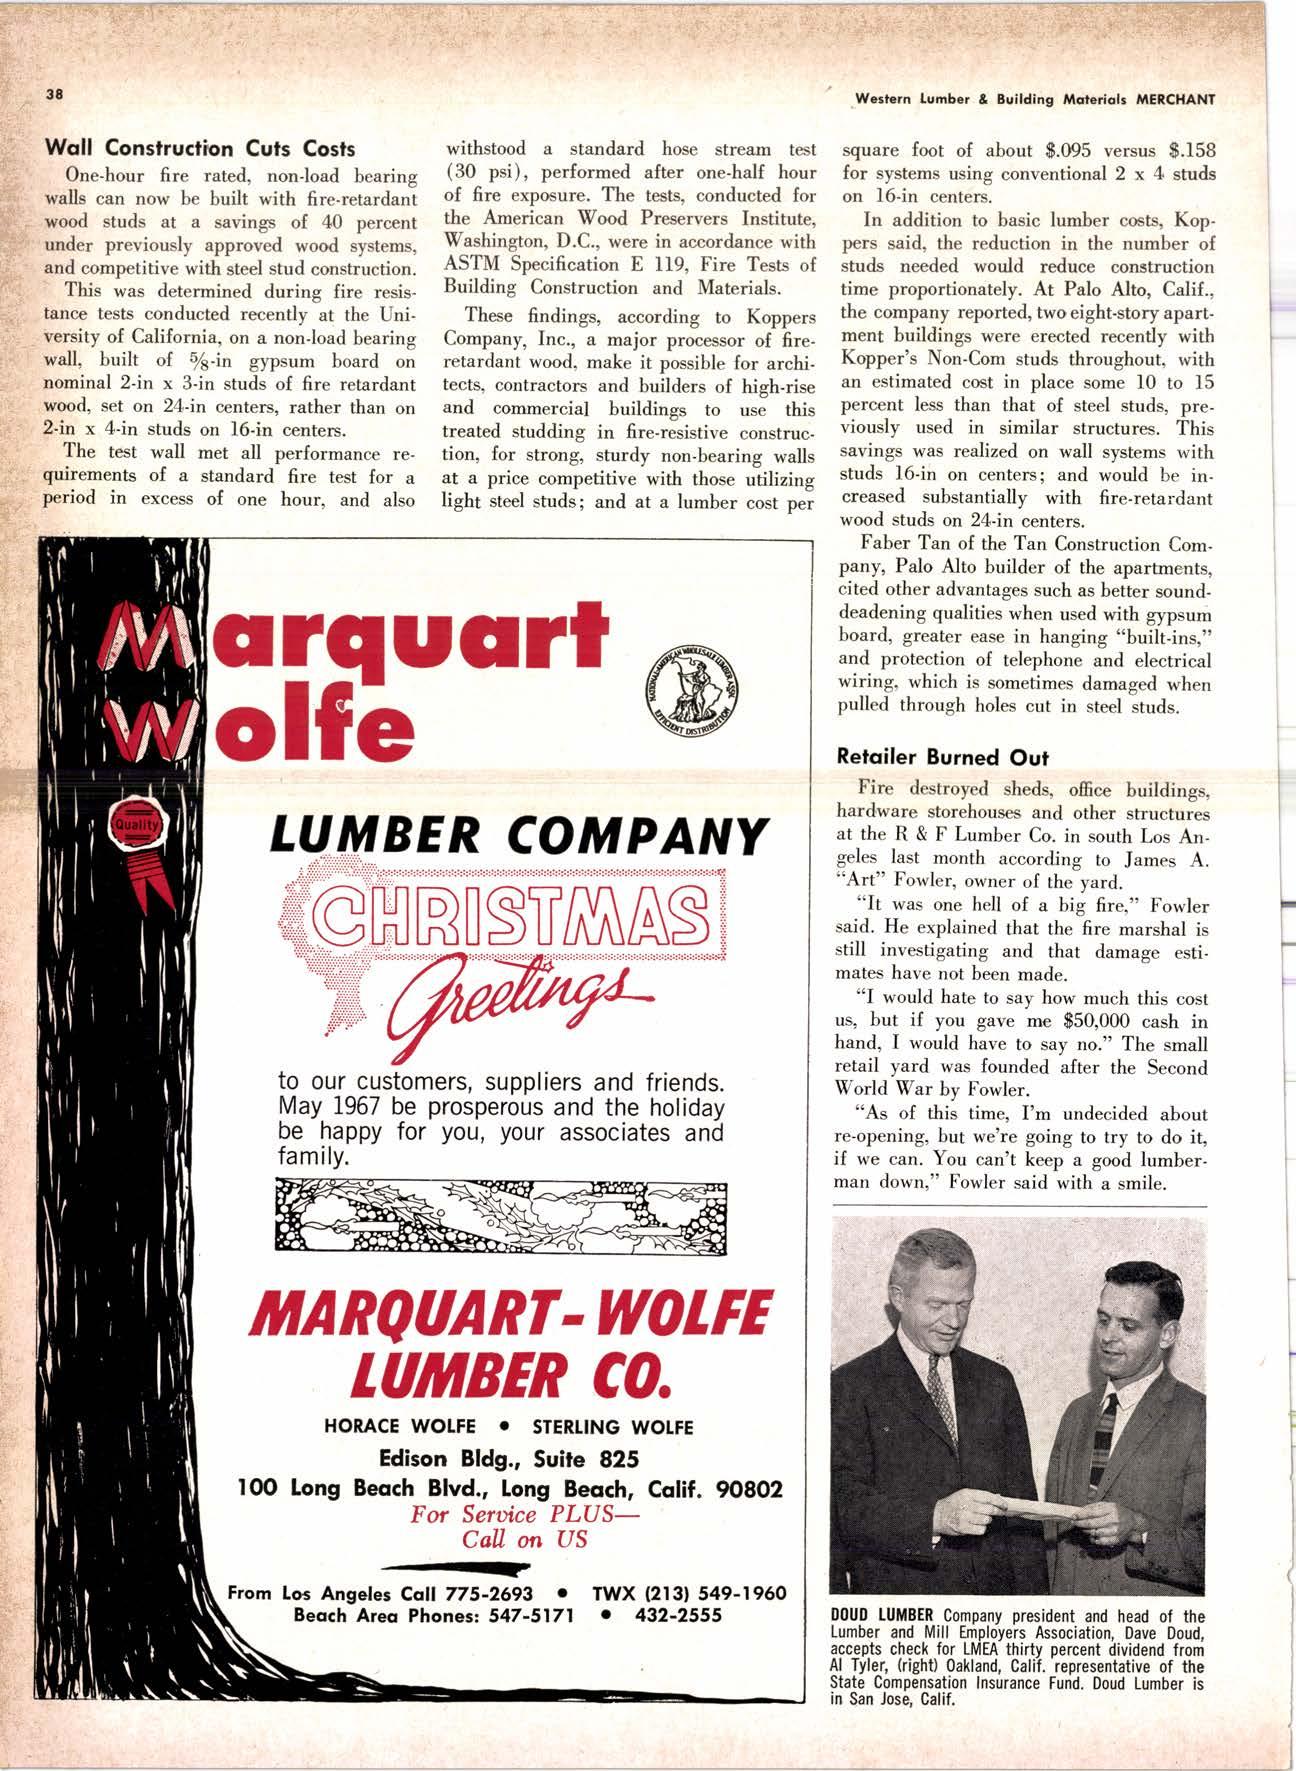 38
Western Lumber & Building Materials MERCHANT
Wall Construction Cuts Costs
One-hour fire rated, non-load bearing
walls can now be built with fire-retardant
wood studs at a savings of 40 percent
under previously approved wood systems,
and competitive with steel stud construction.
This was determined during fire resis-
tance tests conducted recently at the Uni-
versity of California, on a non-load bearing
wall, built of ⅝-in gypsum board on
nominal 2-in x 3-in studs of fire retardant
wood, set on 24-in centers, rather than on
2-in x 4-in studs on 16-in centers.
The test wall met all performance re-
quirements of a standard fire test for a
period in excess of one hour, and also
withstood a standard hose stream test
(30 psi), performed after one-half hour
of fire exposure. The tests, conducted for
the American Wood Preservers Institute,
Washington, D.C., were in accordance with
ASTM Specification E 119, Fire Tests of
Building Construction and Materials.
These findings, according to Koppers
Company, Inc., a major processor of fire-
retardant wood, make it possible for archi-
tects, contractors and builders of high-rise
and commercial buildings to use this
treated studding in fire-resistive construc-
tion, for strong, sturdy non-bearing walls
at a price competitive with those utilizing
light steel studs; and at a lumber cost per
square foot of about $.095 versus $.158
for systems using conventional 2 x 4 studs
on 16-in centers.
In addition to basic lumber costs, Kop-
pers said, the reduction in the number of
studs needed would reduce construction
time proportionately. At Palo Alto, Calif.,
the company reported, two eight-story apart-
ment buildings were erected recently with
Kopper's Non-Com studs throughout, with
an estimated cost in place some 10 to 15
percent less than that of steel studs, pre-
viously used in similar structures. This
savings was realized on wall systems with
studs 16-in on centers; and would be in-
creased substantially with fire-retardant
wood studs on 24-in centers.
Faber Tan of the Tan Construction Com-
pany, Palo Alto builder of the apartments,
cited other advantages such as better sound-
deadening qualities when used with gypsum
board, greater ease in hanging "built-ins,"
and protection of telephone and electrical
wiring, which is sometimes damaged when
pulled through holes cut in steel studs.
Retailer Burned Out
Fire destroyed sheds, office buildings,
hardware storehouses and other structures
at the R & F Lumber Co. in south Los An-
geles last month according to James A.
"Art" Fowler, owner of the yard.
"It was one hell of a big fire," Fowler
said. He explained that the fire marshal is
still investigating and that damage esti-
mates have not been made.
"I would hate to say how much this cost
us, but if you gave me $50,000 cash in
hand, I would have to say no." The small
retail yard was founded after the Second
World War by Fowler.
"As of this time, I'm undecided about
re-opening, but we're going to try to do it,
if we can. You can't keep a good lumber-
man down," Fowler said with a smile.
DOUD LUMBER Company president and head of the
Lumber and Mill Employers Association, Dave Doud,
accepts check for LMEA thirty percent dividend from
Al Tyler, (right) Oakland, Calif. representative of the
State Compensation Insurance Fund. Doud Lumber is
in San Jose, Calif.
Marquart
Wolfe
NATIONAL-AMERICAN WHOLESALE LUMBER ASS'N
EFFICIENT DISTRIBUTION
Quality
LUMBER COMPANY
CHRISTMAS
Greetings
to our customers, suppliers and friends.
May 1967 be prosperous and the holiday
be happy for you, your associates and
family.
MARQUART-WOLFE
LUMBER CO.
HORACE WOLFE • STERLING WOLFE
Edison Bldg., Suite 825
100 Long Beach Blvd., Long Beach, Calif. 90802
For Service PLUS—
Call on US
From Los Angeles Call 775-2693 • TWX (213) 549-1960
Beach Area Phones: 547-5171 • 432-2555